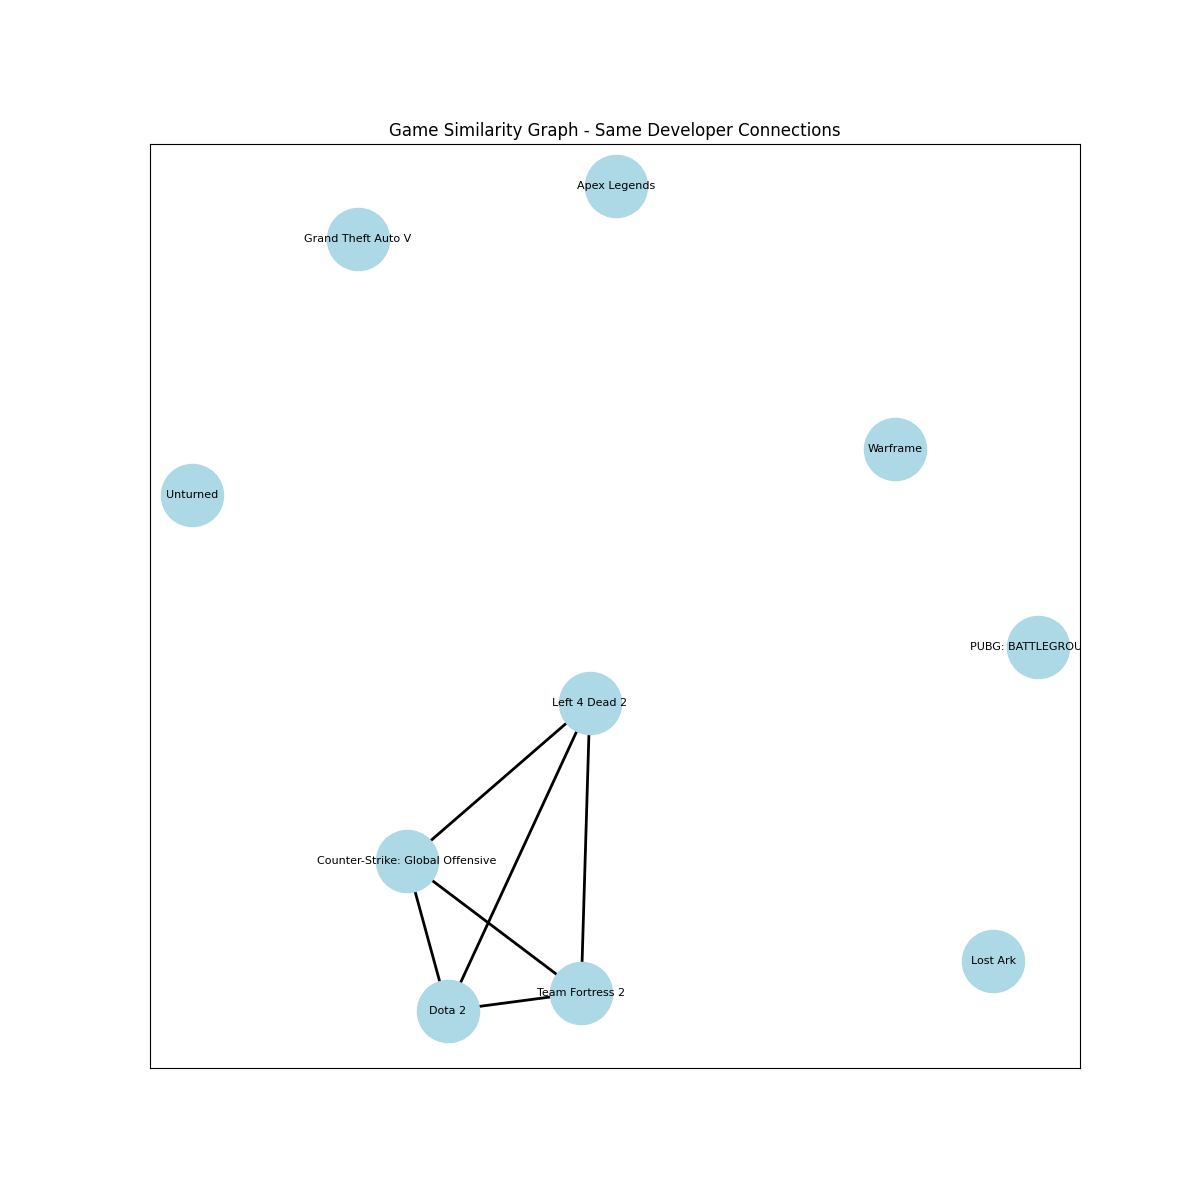 Game Similarity Graph - Same Developer Connections
Apex Legends
Grand Theft Auto V
Warframe
Unturned
PUBG: BATTLEGROU
Left 4 Dead 2
Counter-Strike: Global Offensive
Lost Ark
Team Fortress 2
Dota 2